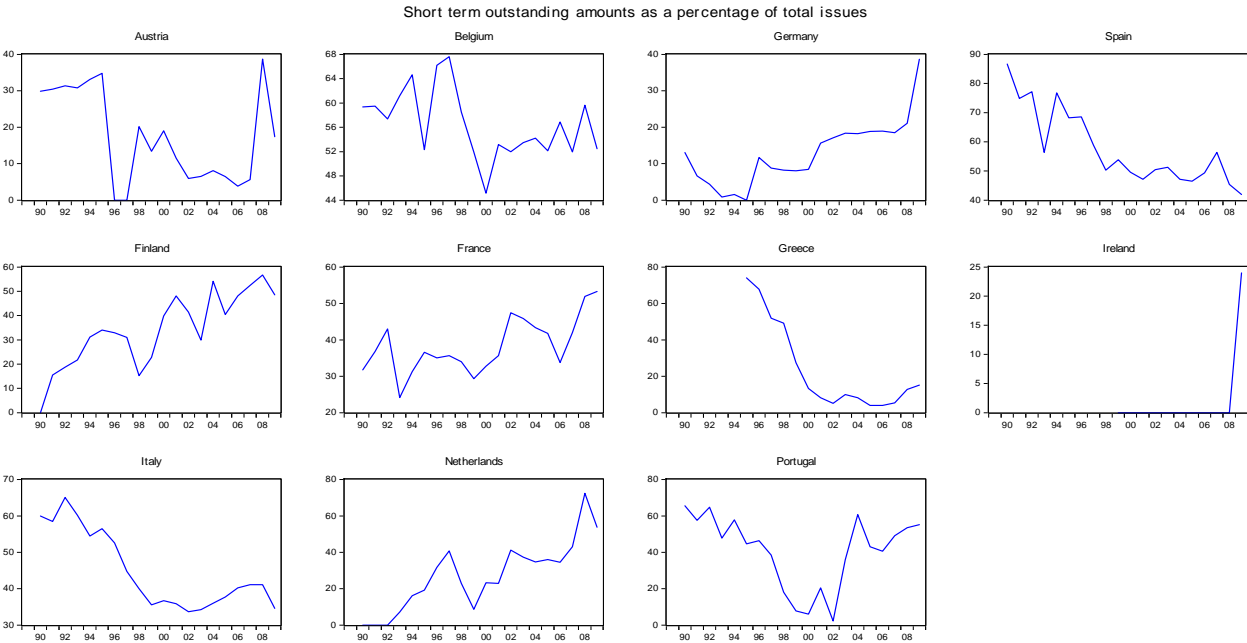 Short term outstanding amounts as a percentage of total issues
Austria
40
30
20
10
0
90 92 94 96 98 00 02 04 06 08
Belgium
68
64
60
56
52
48
44
90 92 94 96 98 00 02 04 06 08
Germany
40
30
20
10
0
90 92 94 96 98 00 02 04 06 08
Spain
90
80
70
60
50
40
90 92 94 96 98 00 02 04 06 08
Finland
60
50
40
30
20
10
0
90 92 94 96 98 00 02 04 06 08
France
60
50
40
30
20
90 92 94 96 98 00 02 04 06 08
Greece
80
60
40
20
0
90 92 94 96 98 00 02 04 06 08
Ireland
25
20
15
10
5
0
90 92 94 96 98 00 02 04 06 08
Italy
70
60
50
40
30
90 92 94 96 98 00 02 04 06 08
Netherlands
80
60
40
20
0
90 92 94 96 98 00 02 04 06 08
Portugal
80
60
40
20
0
90 92 94 96 98 00 02 04 06 08